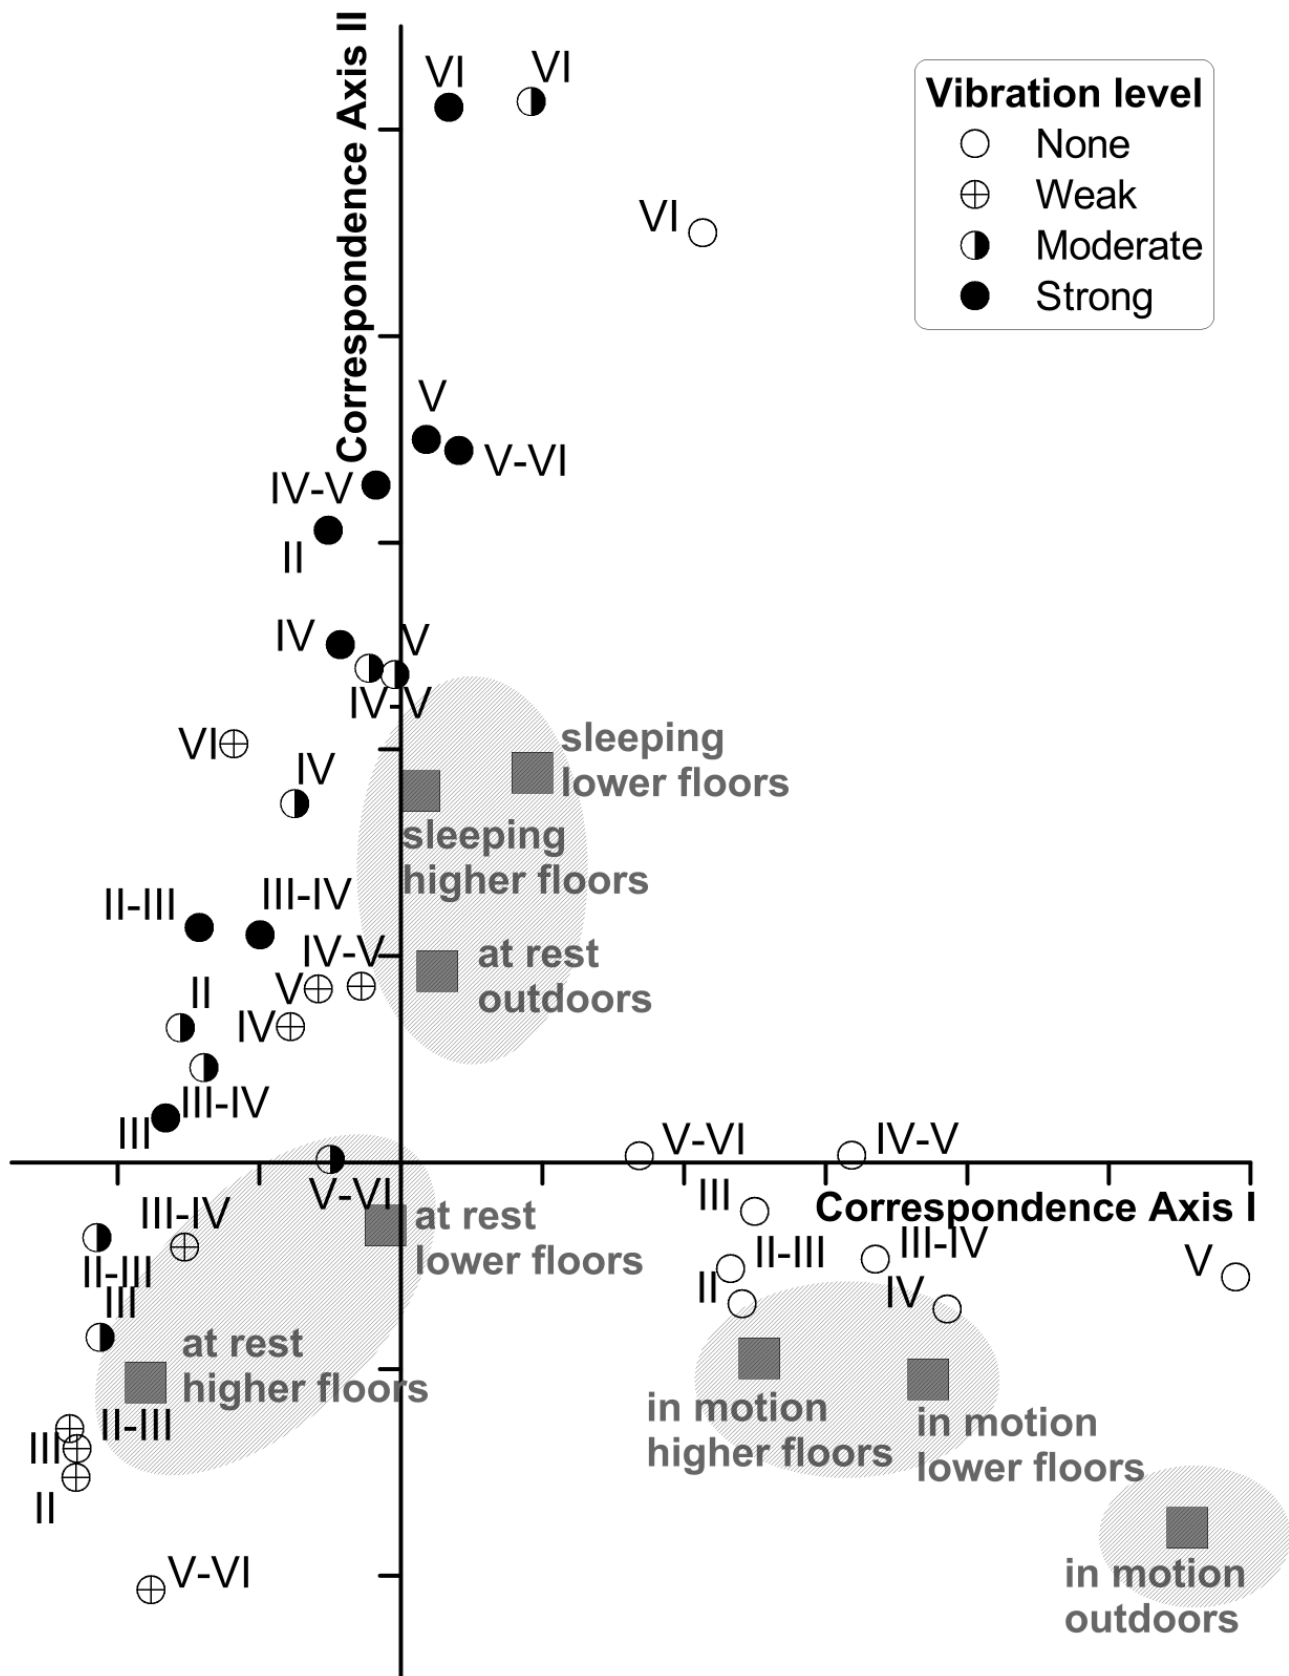 Correspondence Axis II
VI
VI
Vibration level
None
Weak
Moderate
Strong
VI
V
V-VI
IV-V
II
IV
V
IV-V
VI
IV
sleeping
lower floors
sleeping
higher floors
II-III
III-IV
IV-V
at rest
outdoors
V
II
IV
III-IV
III
V-VI
IV-V
V-VI
III
Correspondence Axis I
III-IV
at rest
lower floors
II-III
III-IV
V
II-III
III
II
IV
at rest
higher floors
in motion
higher floors
in motion
lower floors
II-III
III
II
V-VI
in motion
outdoors